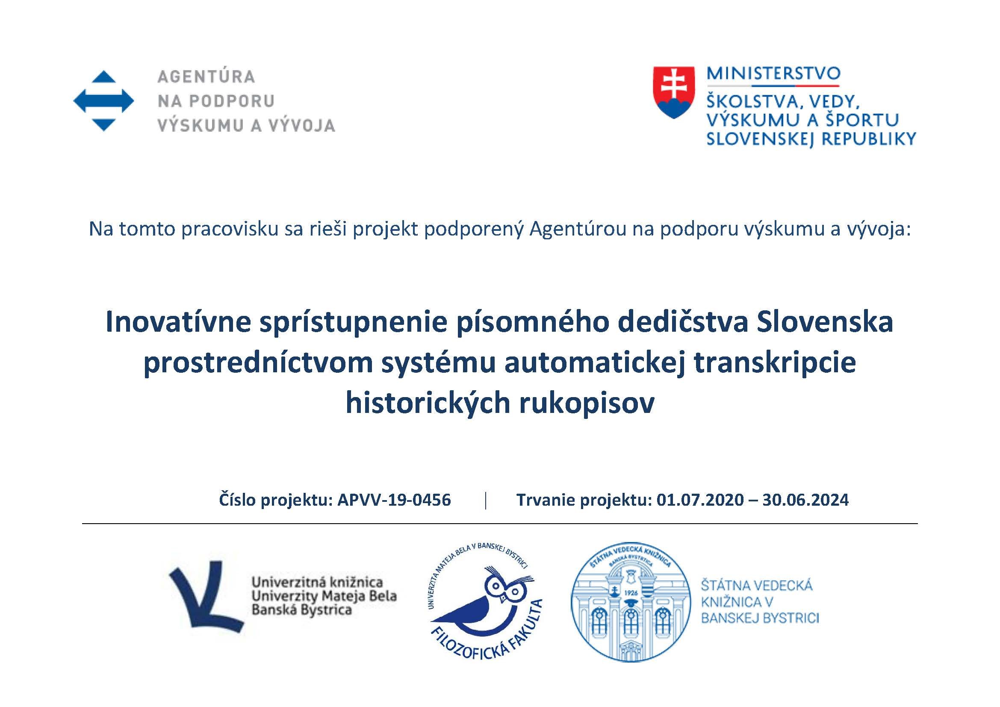 AGENTÚRA
NA PODPORU
VÝSKUMU A VÝVOJA
MINISTERSTVO
ŠKOLSTVA, VEDY,
VÝSKUMU A ŠPORTU
SLOVENSKEJ REPUBLIKY
Na tomto pracovisku sa rieši projekt podporený Agentúrou na podporu výskumu a vývoja:
Inovatívne sprístupnenie písomného dedičstva Slovenska
prostredníctvom systému automatickej transkripcie
historických rukopisov
Číslo projektu: APVV-19-0456 | Trvanie projektu: 01.07.2020 – 30.06.2024
Univerzitná knižnica
Univerzity Mateja Bela
Banská Bystrica
UNIVERZITA MATEJA BELA V BANSKEJ BYSTRICI
FILOZOFICKÁ FAKULTA
ŠTÁTNA VEDECKÁ KNIŽNICA
BANSKÁ BYSTRICA
1926
ŠTÁTNA VEDECKÁ
KNIŽNICA V
BANSKEJ BYSTRICI